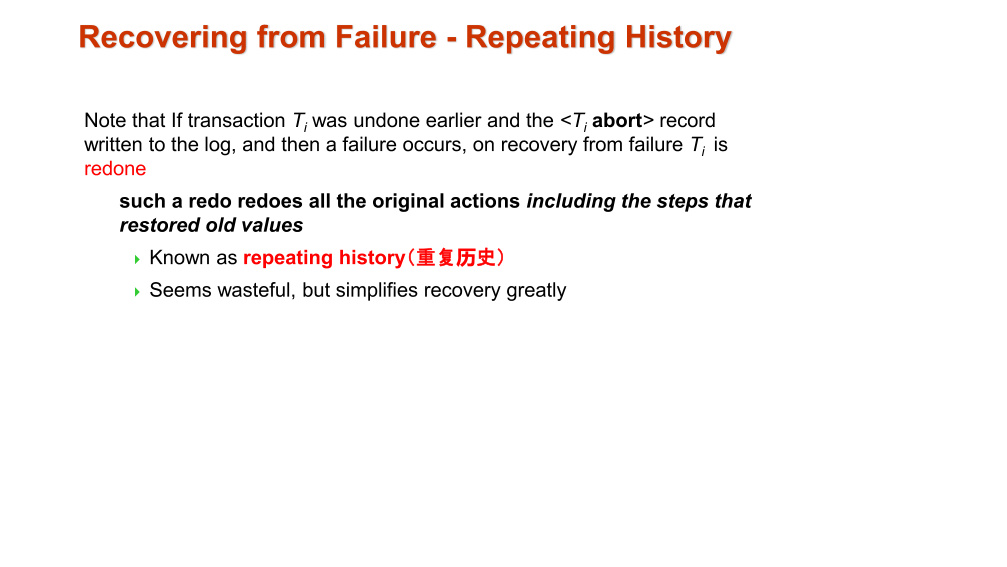 Recovering from Failure - Repeating History
Note that If transaction Ti was undone earlier and the <Ti abort> record
written to the log, and then a failure occurs, on recovery from failure Ti is
redone
such a redo redoes all the original actions including the steps that
restored old values
Known as repeating history(重复历史)
Seems wasteful, but simplifies recovery greatly